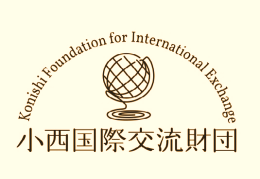 Konishi Foundation for International Exchange
小西国際交流財団